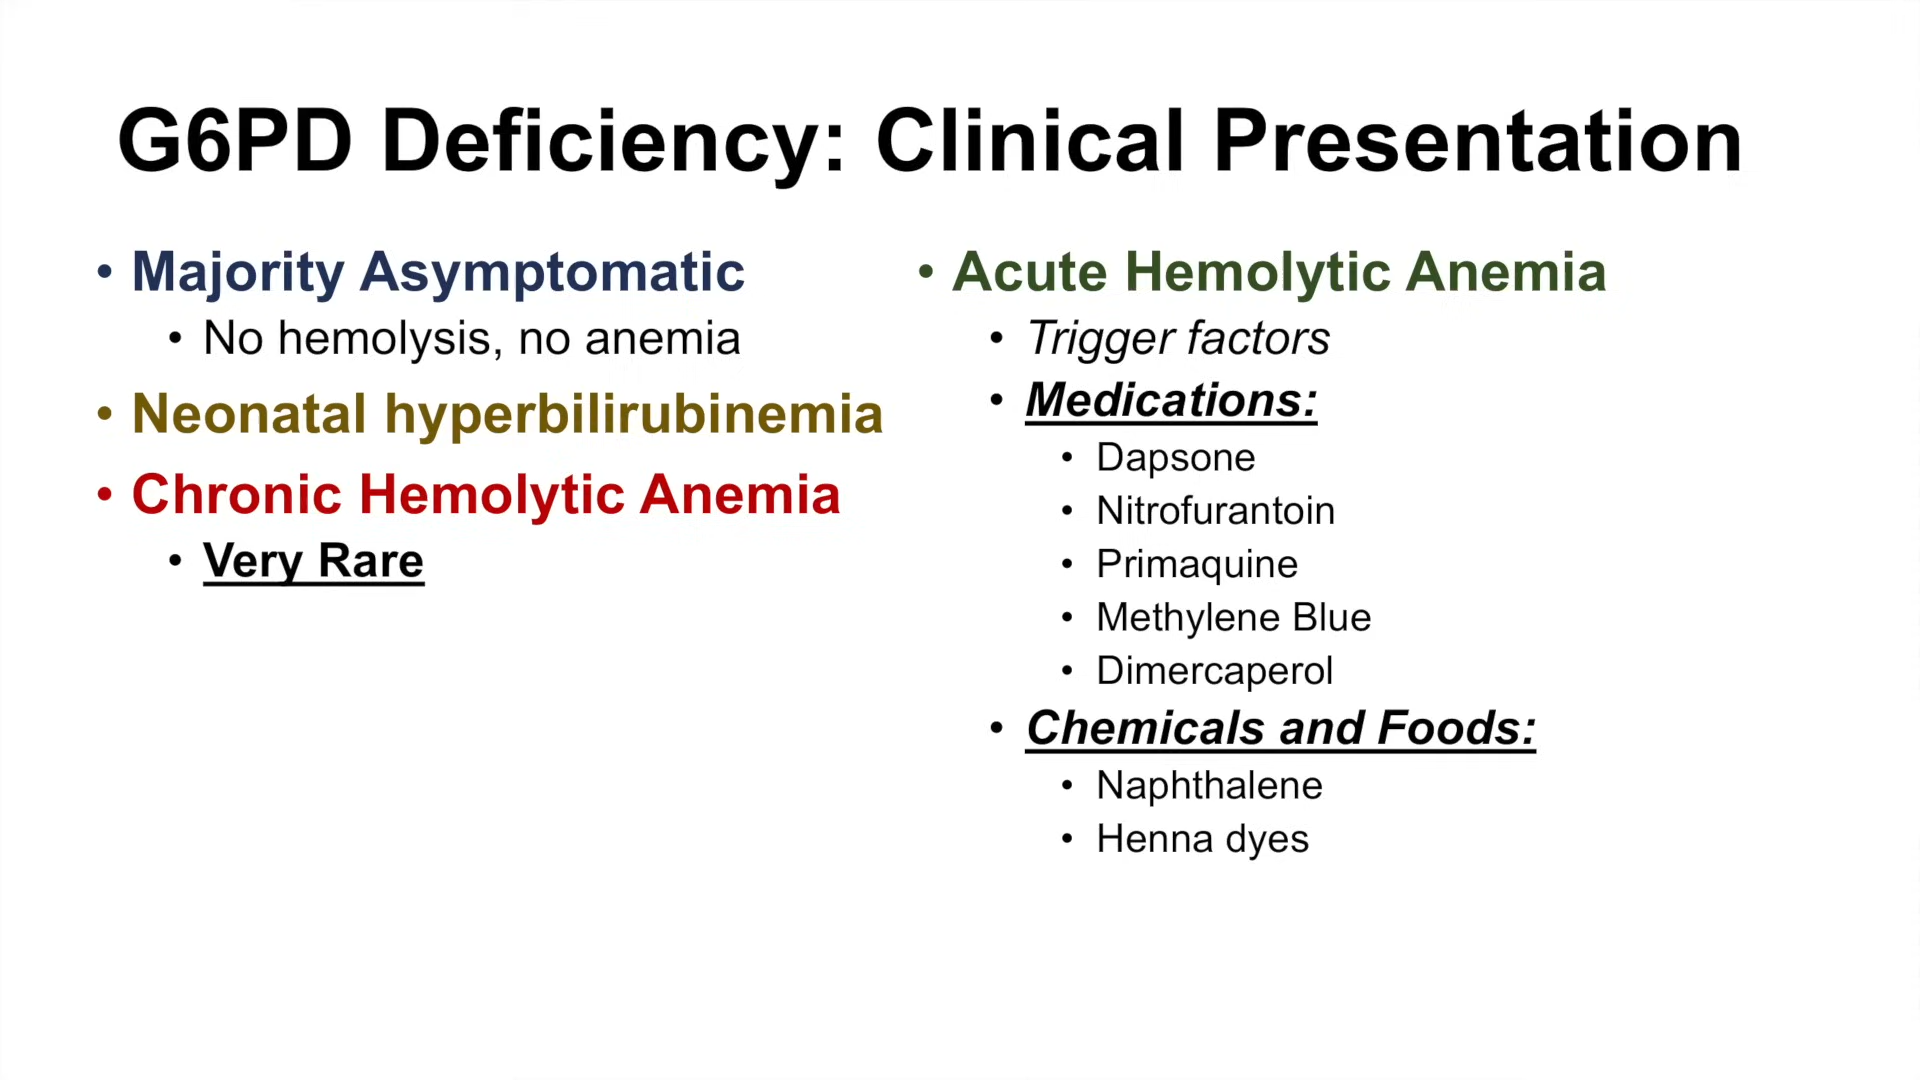 G6PD Deficiency: Clinical Presentation
• Majority Asymptomatic
• No hemolysis, no anemia
• Neonatal hyperbilirubinemia
• Chronic Hemolytic Anemia
• Very Rare
• Acute Hemolytic Anemia
• Trigger factors
• Medications:
• Dapsone
• Nitrofurantoin
• Primaquine
• Methylene Blue
• Dimercaperol
• Chemicals and Foods:
• Naphthalene
• Henna dyes